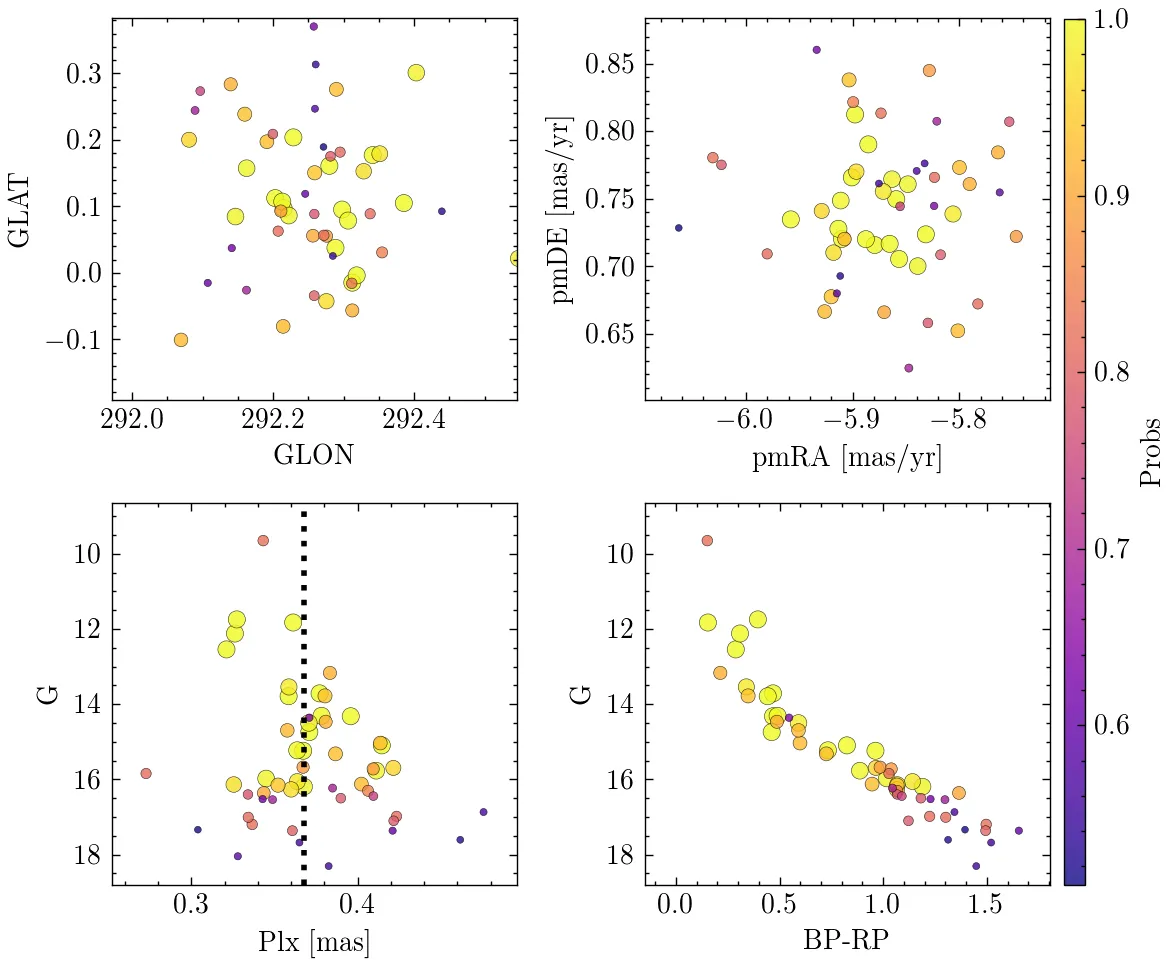 0.3
0.2
0.1
0.0
−0.1
GLAT
292.0 292.2 292.4
GLON
0.85
0.80
0.75
0.70
0.65
pmDE [mas/yr]
−6.0 −5.9 −5.8
pmRA [mas/yr]
10
12
14
16
18
G
0.3 0.4
Plx [mas]
10
12
14
16
18
G
0.0 0.5 1.0 1.5
BP-RP
1.0
0.9
0.8
0.7
0.6
Probs